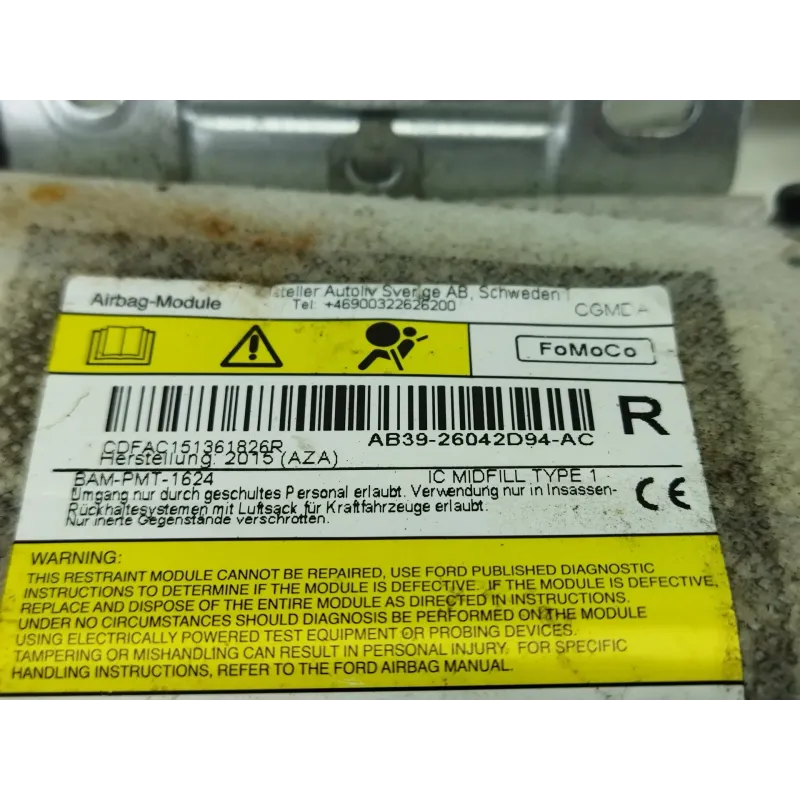 Airbag-Module
steller Autoliv Sverige AB, Schweden
Tel: +46900322626200
FoMoCo
CDFAC151361826R
AB39-26042D94-AC
R
Herstellung: 2015 (AZA)
BAM-PMT-1624 IC MIDFILL TYPE 1
Umgang nur durch geschultes Personal erlaubt. Verwendung nur in Insassen-
Rückhaltesystemen mit Luftsack für Kraftfahrzeuge erlaubt.
Nur inerte Gegenstände verschrotten.
CE
WARNING:
THIS RESTRAINT MODULE CANNOT BE REPAIRED, USE FORD PUBLISHED DIAGNOSTIC
INSTRUCTIONS TO DETERMINE IF THE MODULE IS DEFECTIVE. IF THE MODULE IS DEFECTIVE,
REPLACE AND DISPOSE OF THE ENTIRE MODULE AS DIRECTED IN INSTRUCTIONS.
UNDER NO CIRCUMSTANCES SHOULD DIAGNOSIS BE PERFORMED ON THE MODULE
USING ELECTRICALLY POWERED TEST EQUIPMENT OR PROBING DEVICES.
TAMPERING OR MISHANDLING CAN RESULT IN PERSONAL INJURY. FOR SPECIFIC
HANDLING INSTRUCTIONS, REFER TO THE FORD AIRBAG MANUAL.